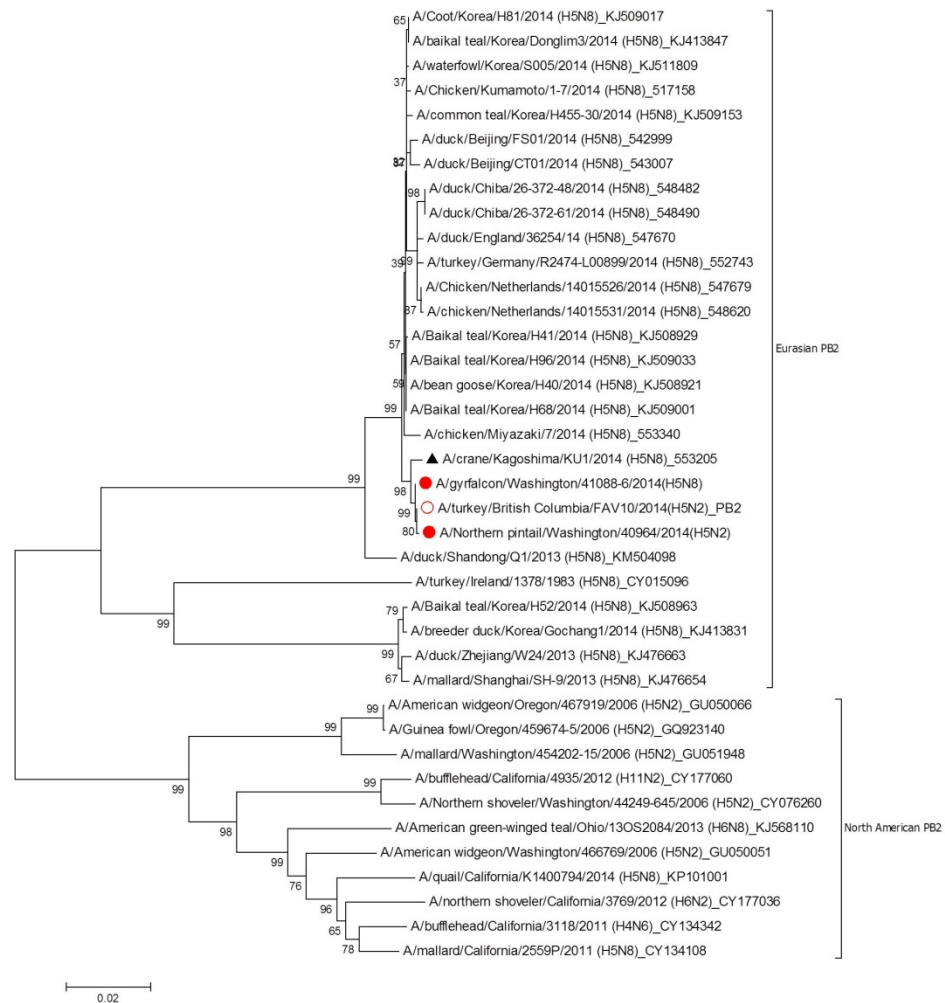 A/Coot/Korea/H81/2014 (H5N8)_KJ509017
65
A/baikal teal/Korea/Donglim3/2014 (H5N8)_KJ413847
A/waterfowl/Korea/S005/2014 (H5N8)_KJ511809
37
A/Chicken/Kumamoto/1-7/2014 (H5N8)_517158
A/common teal/Korea/H455-30/2014 (H5N8)_KJ509153
A/duck/Beijing/FS01/2014 (H5N8)_542999
A/duck/Beijing/CT01/2014 (H5N8)_543007
A/duck/Chiba/26-372-48/2014 (H5N8)_548482
98
A/duck/Chiba/26-372-61/2014 (H5N8)_548490
A/duck/England/36254/14 (H5N8)_547670
39
A/turkey/Germany/R2474-L00899/2014 (H5N8)_552743
A/Chicken/Netherlands/14015526/2014 (H5N8)_547679
37
A/chicken/Netherlands/14015531/2014 (H5N8)_548620
A/Baikal teal/Korea/H41/2014 (H5N8)_KJ508929
57
Eurasian PB2
A/Baikal teal/Korea/H96/2014 (H5N8)_KJ509033
59
A/bean goose/Korea/H40/2014 (H5N8)_KJ508921
99
A/Baikal teal/Korea/H68/2014 (H5N8)_KJ509001
A/chicken/Miyazaki/7/2014 (H5N8)_553340
A/crane/Kagoshima/KU1/2014 (H5N8)_553205
99
A/gyrfalcon/Washington/41088-6/2014(H5N8)
98
A/turkey/British Columbia/FAV10/2014(H5N2)_PB2
99
A/Northern pintail/Washington/40964/2014(H5N2)
80
A/duck/Shandong/Q1/2013 (H5N8)_KM504098
A/turkey/Ireland/1378/1983 (H5N8)_CY015096
A/Baikal teal/Korea/H52/2014 (H5N8)_KJ508963
79
99
A/breeder duck/Korea/Gochang1/2014 (H5N8)_KJ413831
99
A/duck/Zhejiang/W24/2013 (H5N8)_KJ476663
67
A/mallard/Shanghai/SH-9/2013 (H5N8)_KJ476654
A/American widgeon/Oregon/467919/2006 (H5N2)_GU050066
99
A/Guinea fowl/Oregon/459674-5/2006 (H5N2)_GQ923140
99
A/mallard/Washington/454202-15/2006 (H5N2)_GU051948
A/bufflehead/California/4935/2012 (H11N2)_CY177060
99
99
A/Northern shoveler/Washington/44249-645/2006 (H5N2)_CY076260
98
A/American green-winged teal/Ohio/13OS2084/2013 (H6N8)_KJ568110
North American PB2
99
A/American widgeon/Washington/466769/2006 (H5N2)_GU050051
76
A/quail/California/K1400794/2014 (H5N8)_KP101001
96
A/northern shoveler/California/3769/2012 (H6N2)_CY177036
65
A/bufflehead/California/3118/2011 (H4N6)_CY134342
78
A/mallard/California/2559P/2011 (H5N8)_CY134108
0.02